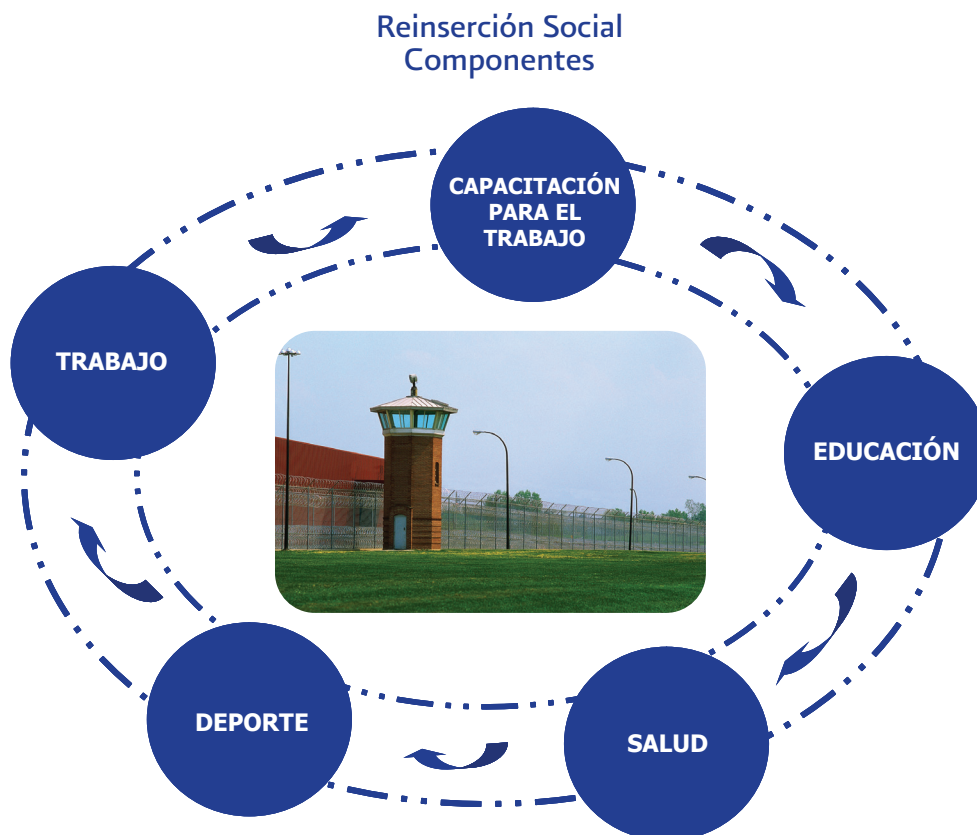 Reinserción Social
Componentes
CAPACITACIÓN
PARA EL
TRABAJO
TRABAJO
EDUCACIÓN
DEPORTE
SALUD